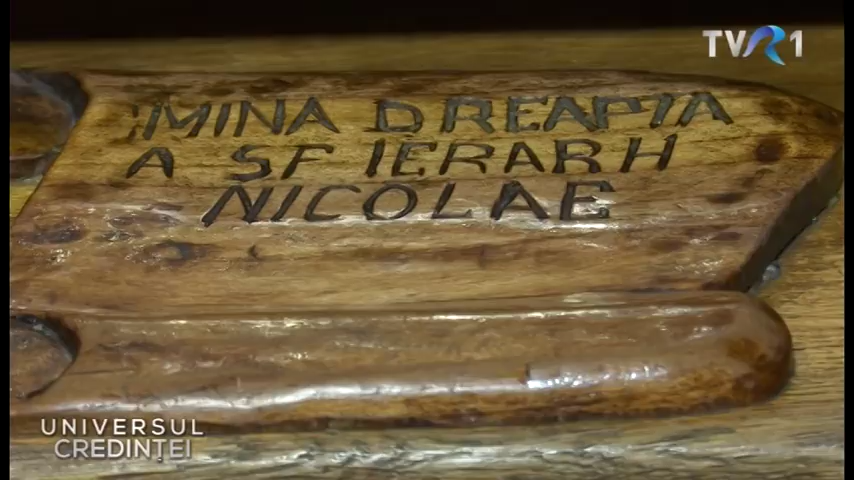 TVR1
MINA DREAPTA
A SF IERARH
NICOLAE
UNIVERSUL
CREDINȚEI